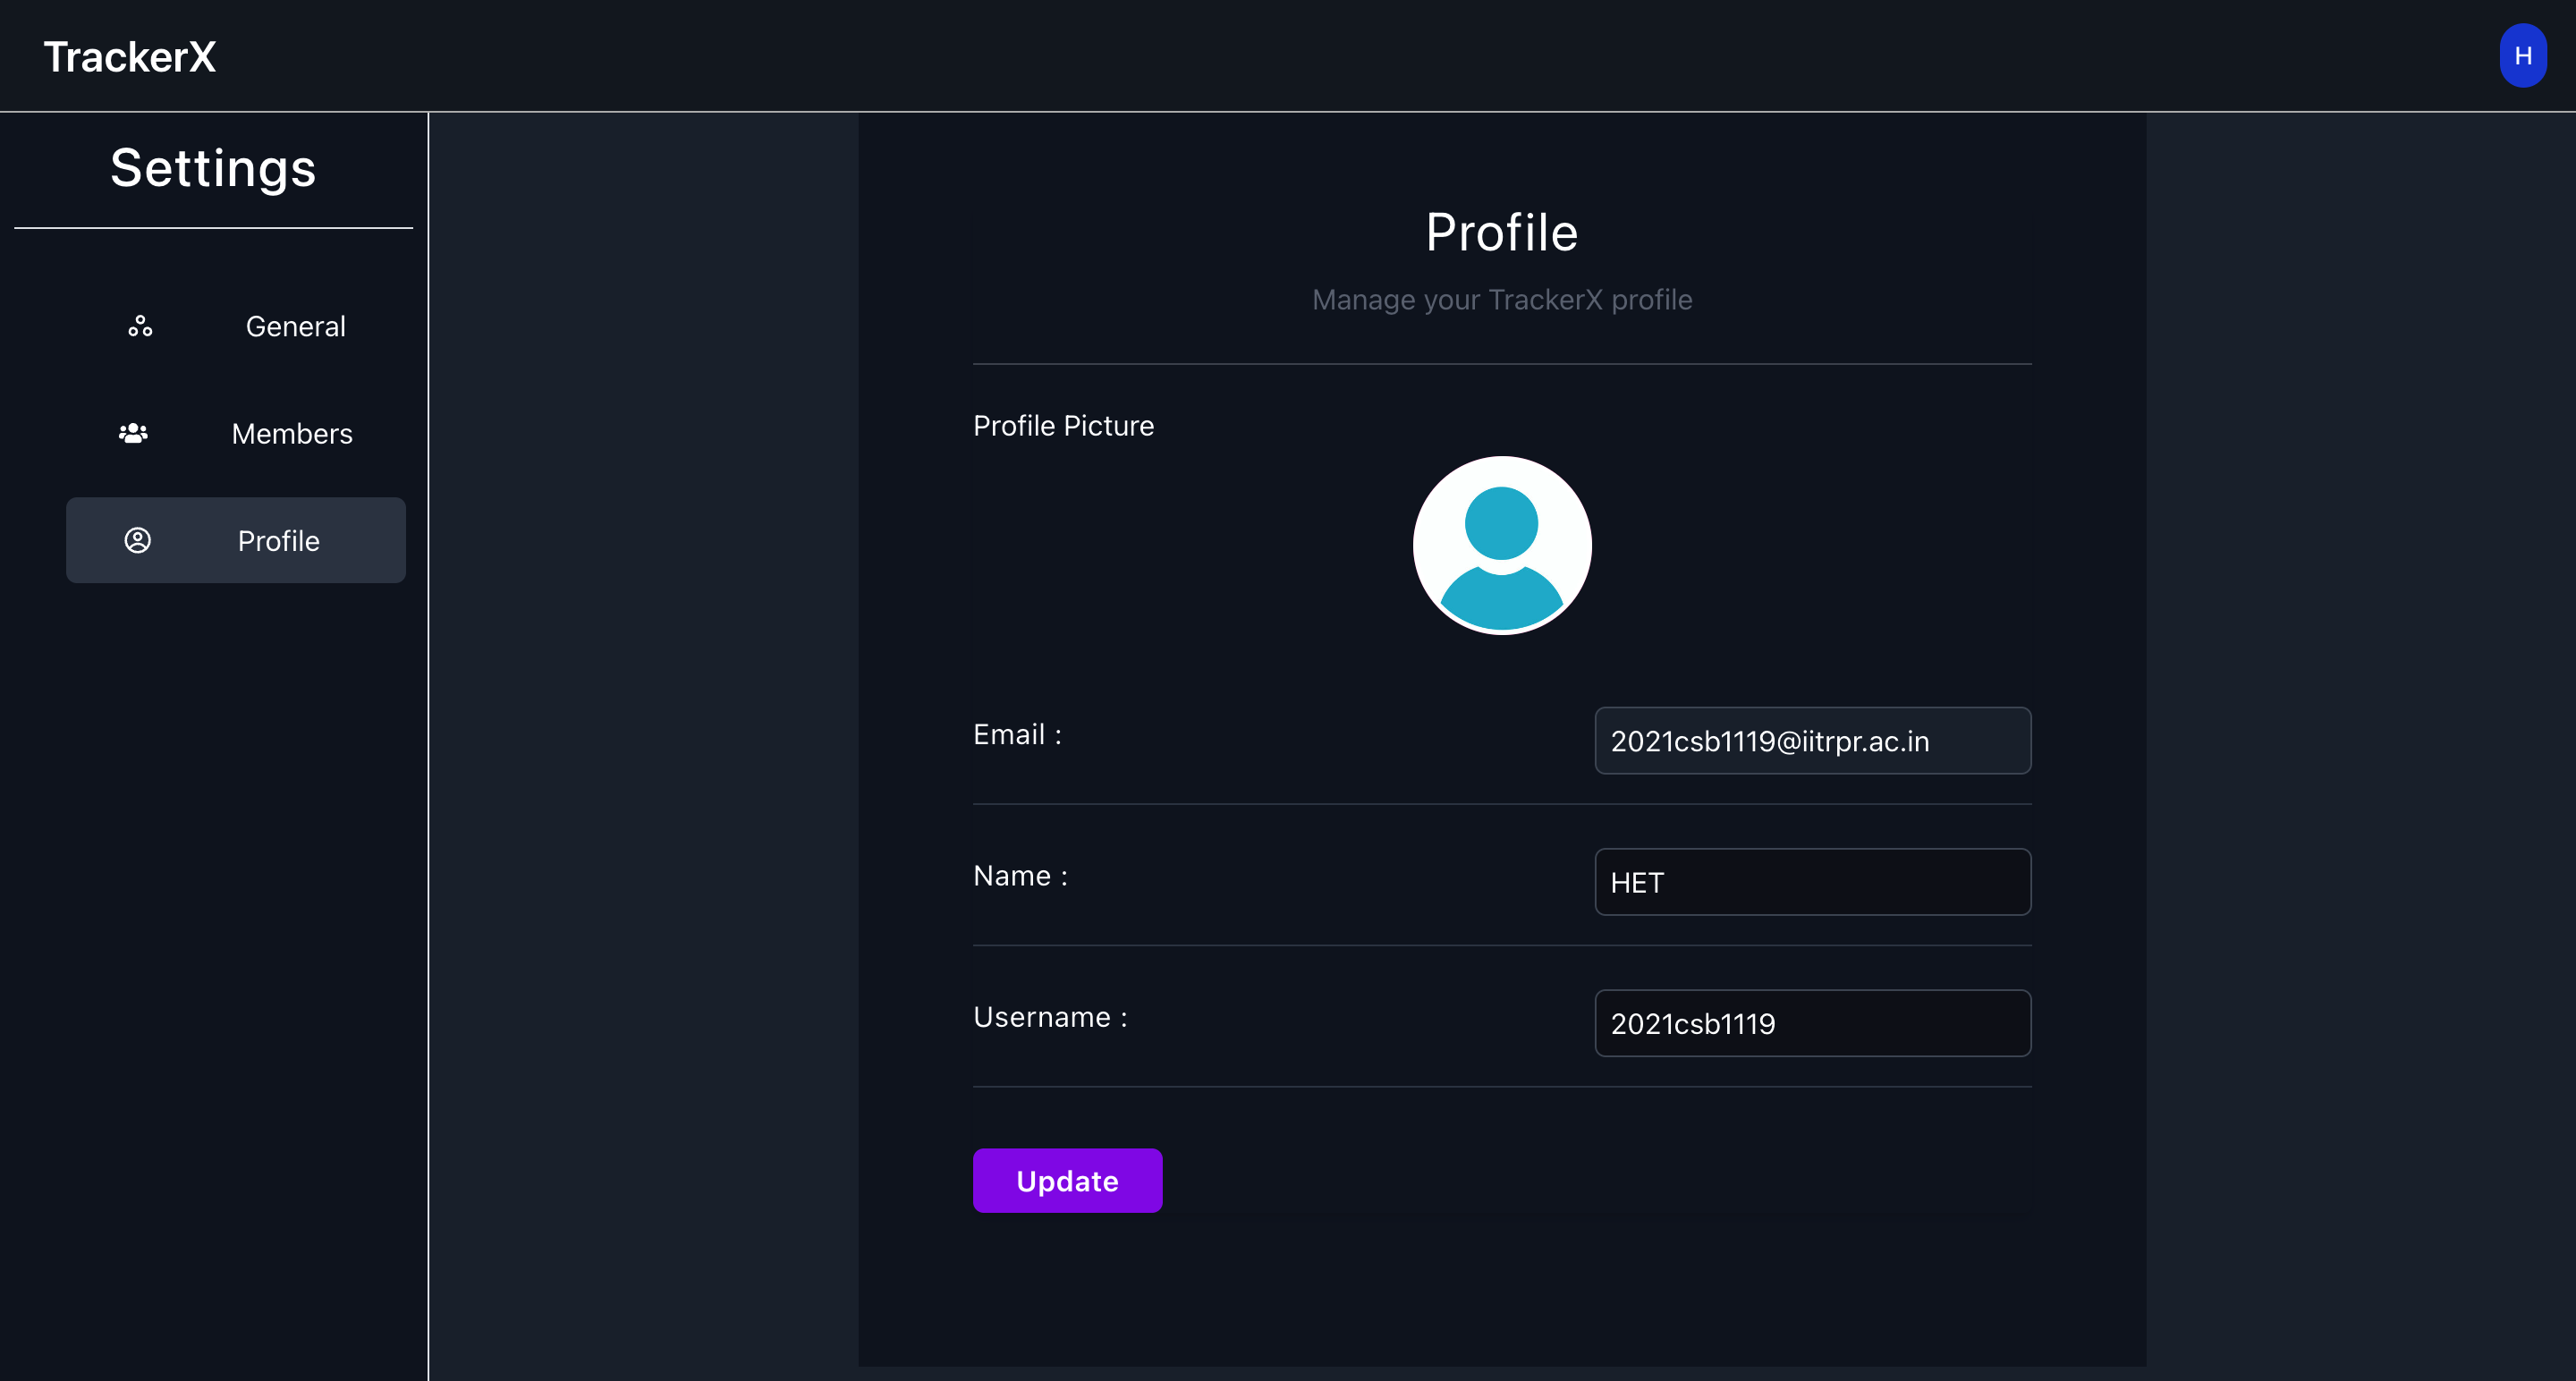 TrackerX
H
Settings
General
Members
Profile
Profile
Manage your TrackerX profile
Profile Picture
Email : 2021csb1119@iitrpr.ac.in
Name : HET
Username : 2021csb1119
Update